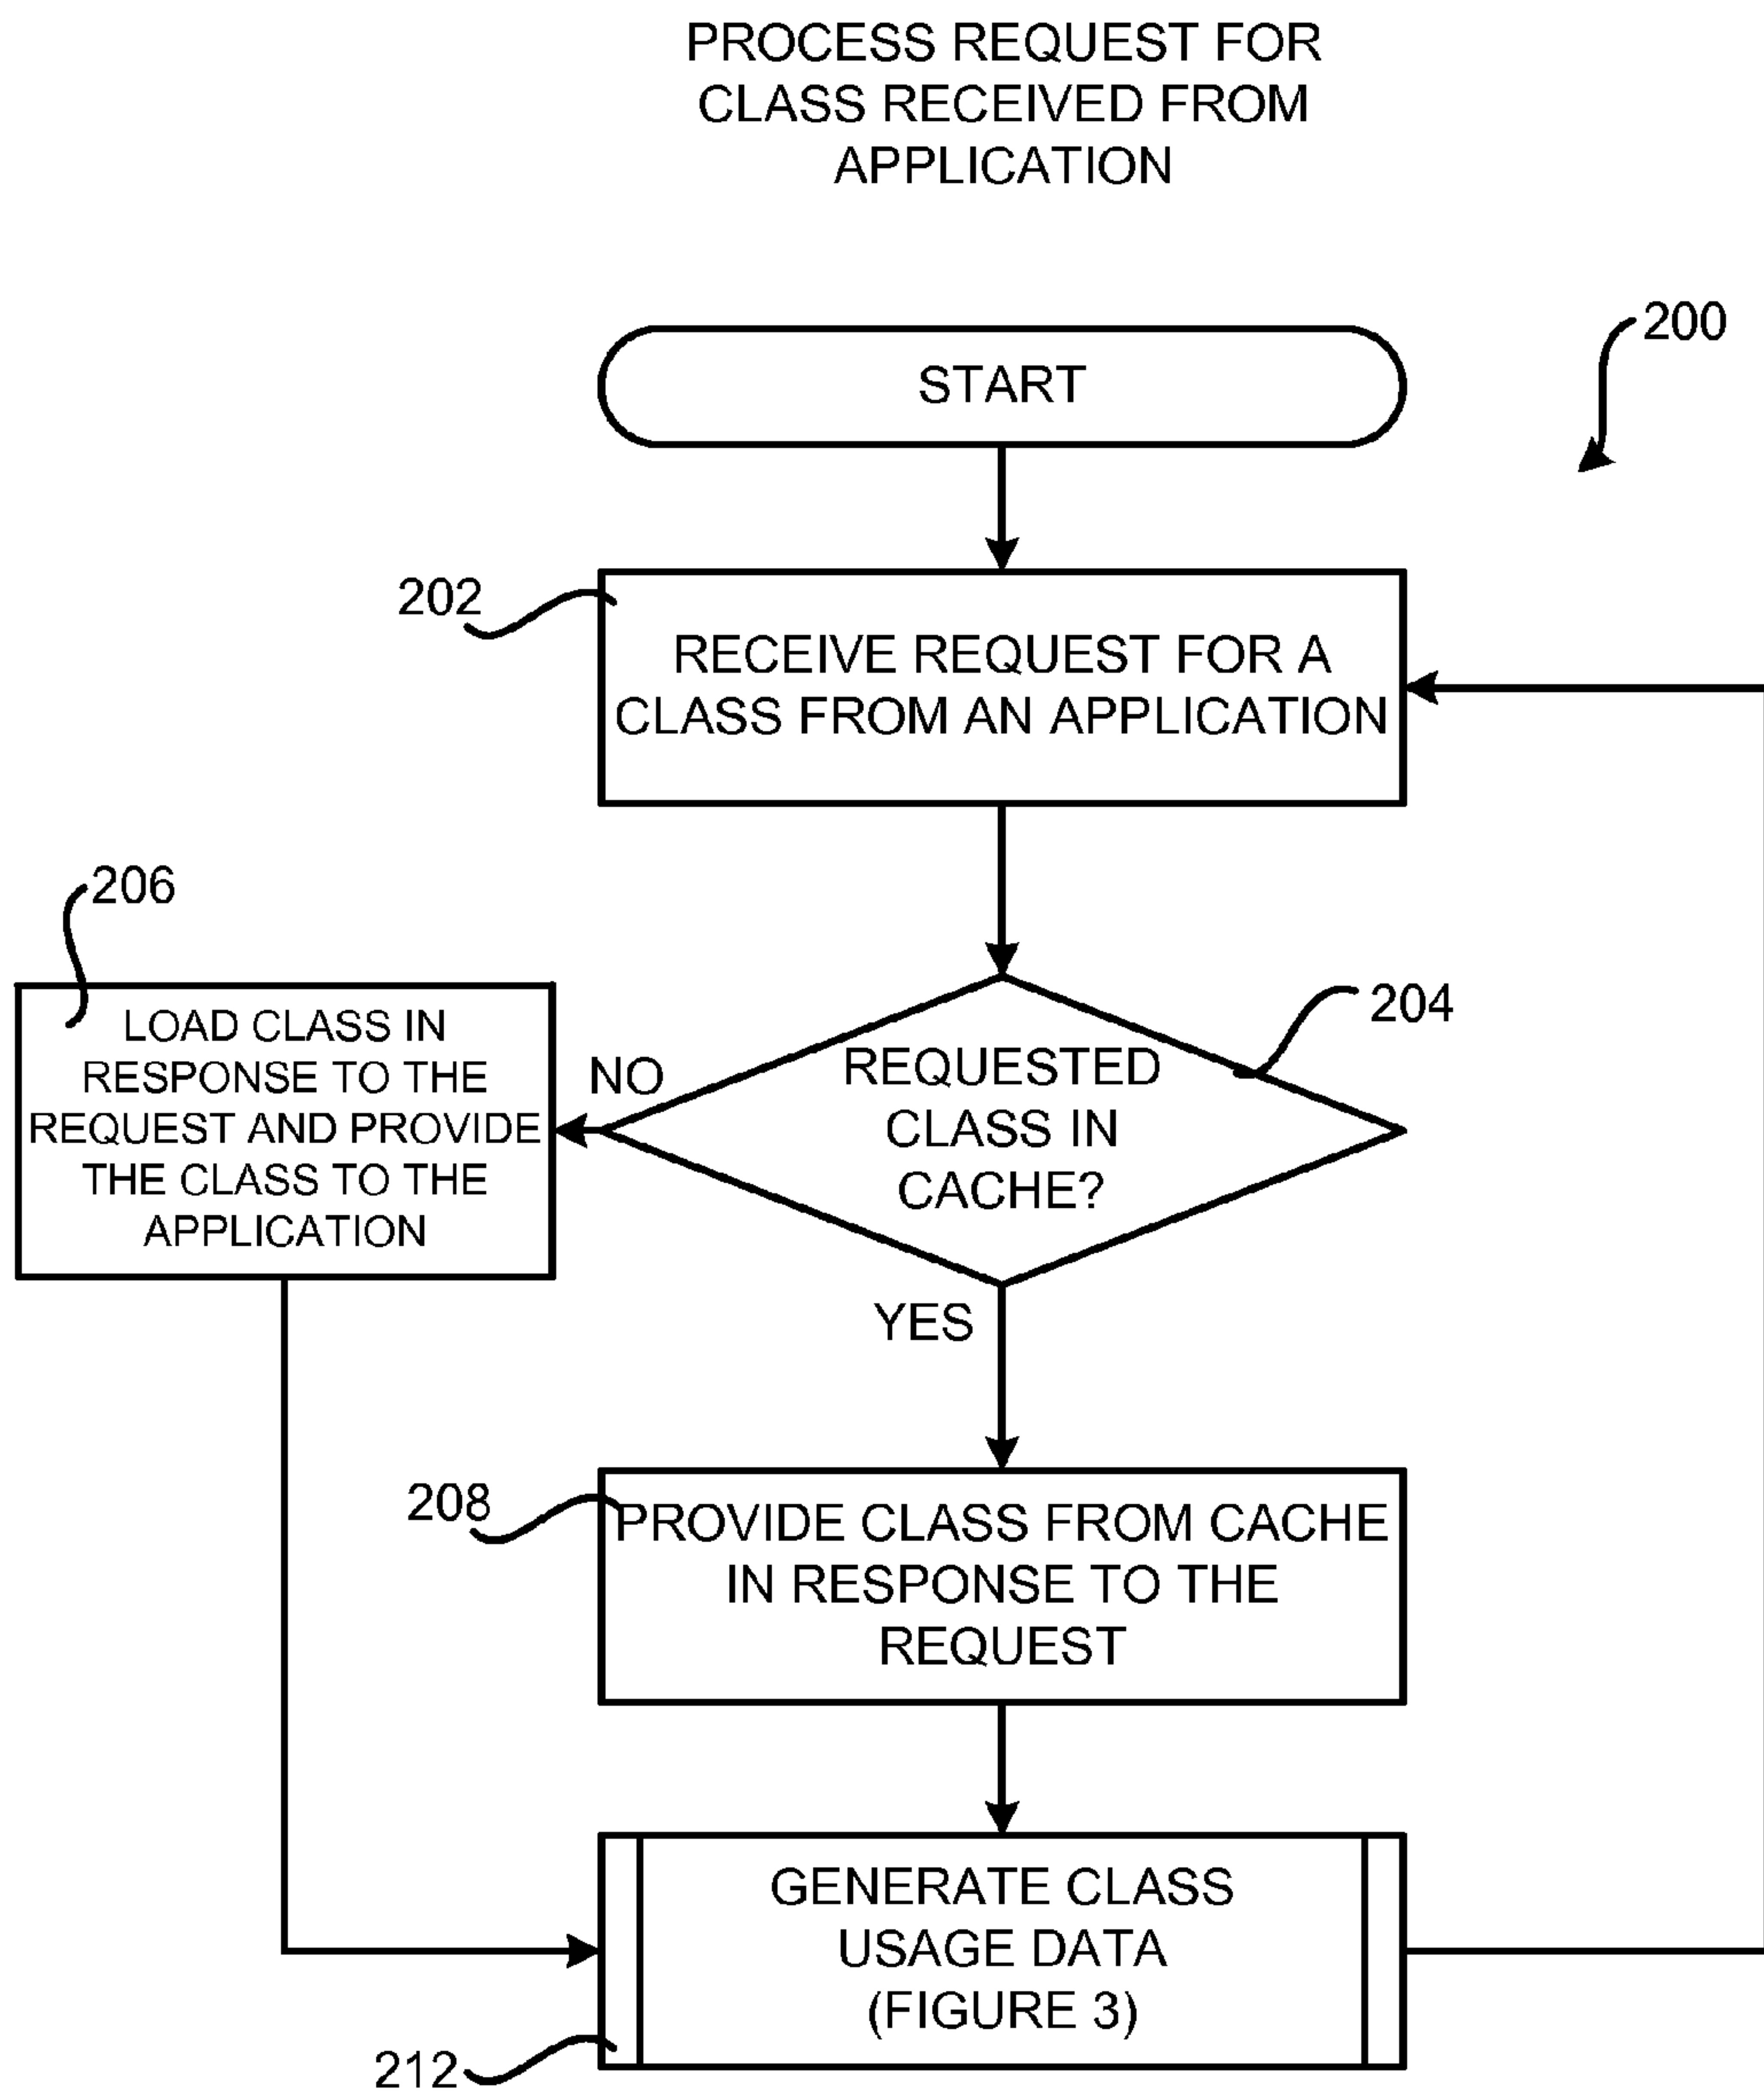 PROCESS REQUEST FOR
CLASS RECEIVED FROM
APPLICATION
200
START
202
RECEIVE REQUEST FOR A
CLASS FROM AN APPLICATION
206
LOAD CLASS IN
RESPONSE TO THE
REQUEST AND PROVIDE
THE CLASS TO THE
APPLICATION
NO
204
REQUESTED
CLASS IN
CACHE?
YES
208
PROVIDE CLASS FROM CACHE
IN RESPONSE TO THE
REQUEST
GENERATE CLASS
USAGE DATA
(FIGURE 3)
212